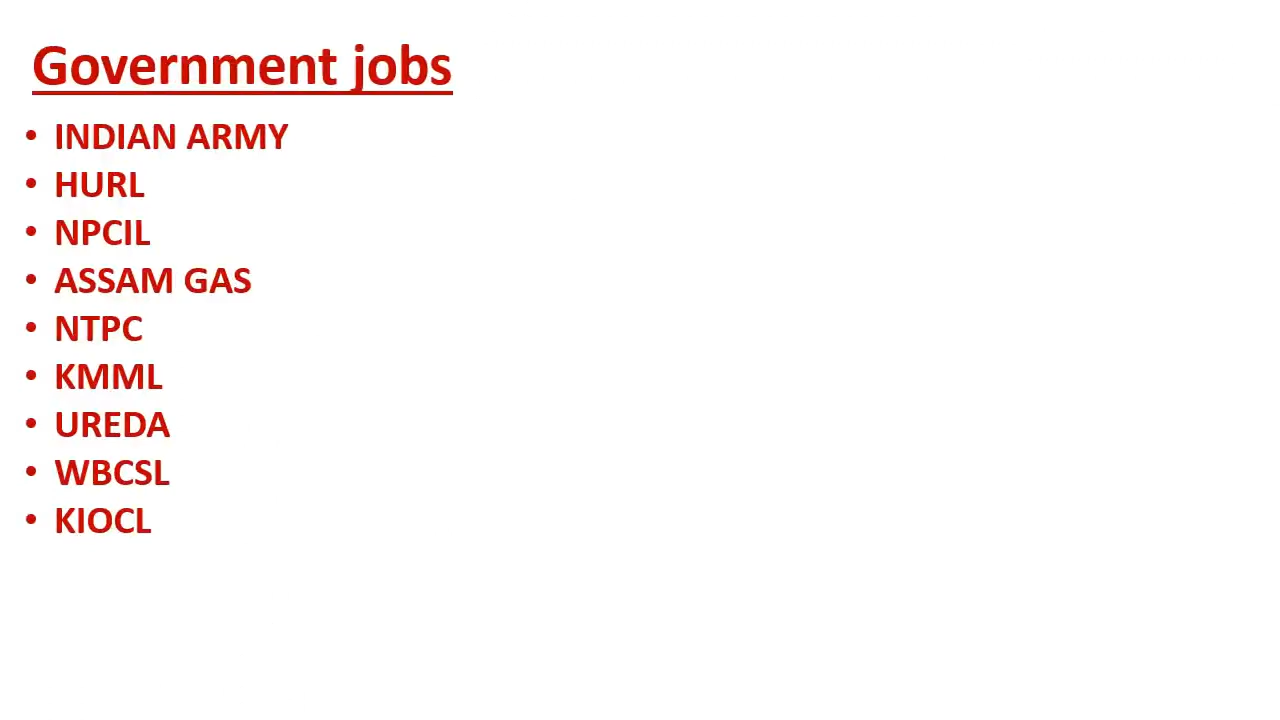 Government jobs
• INDIAN ARMY
• HURL
• NPCIL
• ASSAM GAS
• NTPC
• KMML
• UREDA
• WBCSL
• KIOCL